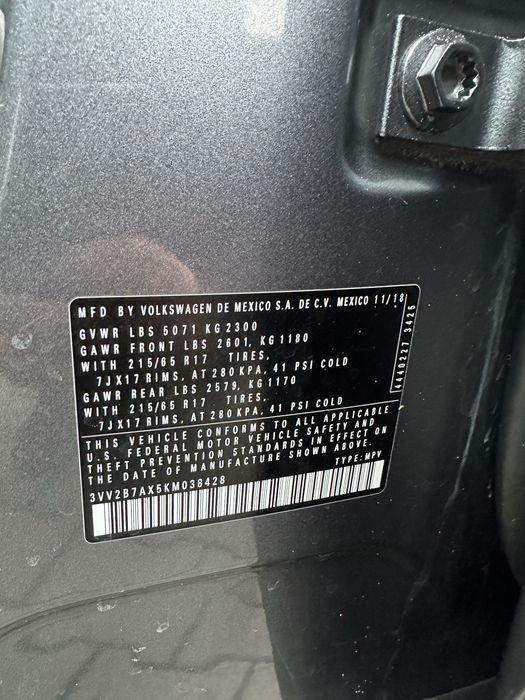 MFD BY VOLKSWAGEN DE MEXICO S.A. DE C.V. MEXICO 11/18
GVWR LBS 5071 KG 2300
GAWR FRONT LBS 2601, KG 1180
WITH 215/65 R17 TIRES,
7JX17 RIMS, AT 280 KPA, 41 PSI COLD
GAWR REAR LBS 2579, KG 1170
WITH 215/65 R17 TIRES,
7JX17 RIMS, AT 280 KPA, 41 PSI COLD
THIS VEHICLE CONFORMS TO ALL APPLICABLE
U.S. FEDERAL MOTOR VEHICLE SAFETY AND
THEFT PREVENTION STANDARDS IN EFFECT ON
THE DATE OF MANUFACTURE SHOWN ABOVE.
3VV2B7AX5KM038428 TYPE: MPV
44402227 3425